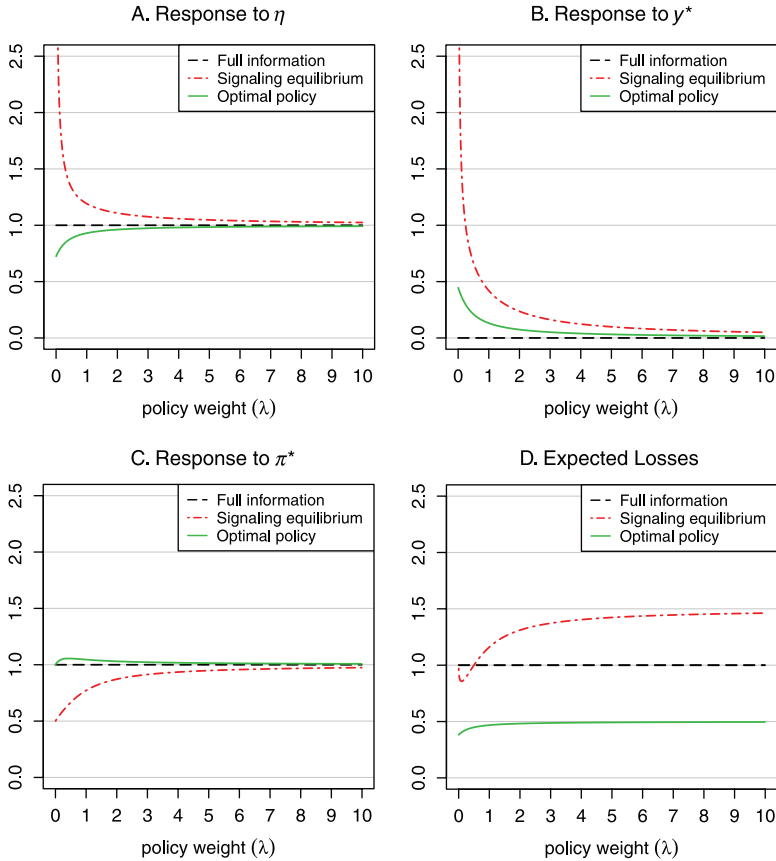 A. Response to η
Full information
Signaling equilibrium
Optimal policy
2.5
2.0
1.5
1.0
0.5
0.0
0 1 2 3 4 5 6 7 8 9 10
policy weight (λ)
B. Response to y*
Full information
Signaling equilibrium
Optimal policy
2.5
2.0
1.5
1.0
0.5
0.0
0 1 2 3 4 5 6 7 8 9 10
policy weight (λ)
C. Response to π*
Full information
Signaling equilibrium
Optimal policy
2.5
2.0
1.5
1.0
0.5
0.0
0 1 2 3 4 5 6 7 8 9 10
policy weight (λ)
D. Expected Losses
Full information
Signaling equilibrium
Optimal policy
2.5
2.0
1.5
1.0
0.5
0.0
0 1 2 3 4 5 6 7 8 9 10
policy weight (λ)